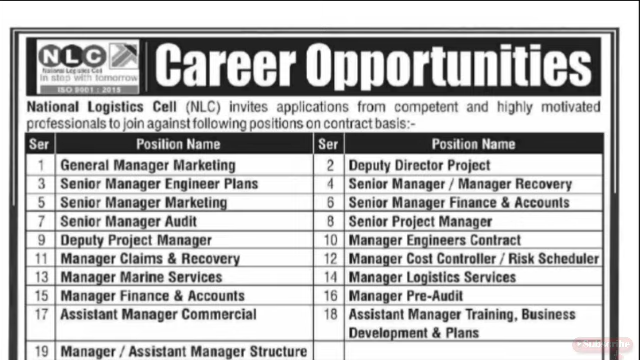 NLC
National Logistics Cell
in step with tomorrow
ISO 9001 : 2015
Career Opportunities
National Logistics Cell (NLC) invites applications from competent and highly motivated
professionals to join against following positions on contract basis:-
Ser Position Name Ser Position Name
1 General Manager Marketing 2 Deputy Director Project
3 Senior Manager Engineer Plans 4 Senior Manager / Manager Recovery
5 Senior Manager Marketing 6 Senior Manager Finance & Accounts
7 Senior Manager Audit 8 Senior Project Manager
9 Deputy Project Manager 10 Manager Engineers Contract
11 Manager Claims & Recovery 12 Manager Cost Controller / Risk Scheduler
13 Manager Marine Services 14 Manager Logistics Services
15 Manager Finance & Accounts 16 Manager Pre-Audit
17 Assistant Manager Commercial 18 Assistant Manager Training, Business
Development & Plans
19 Manager / Assistant Manager Structure
Subscribe